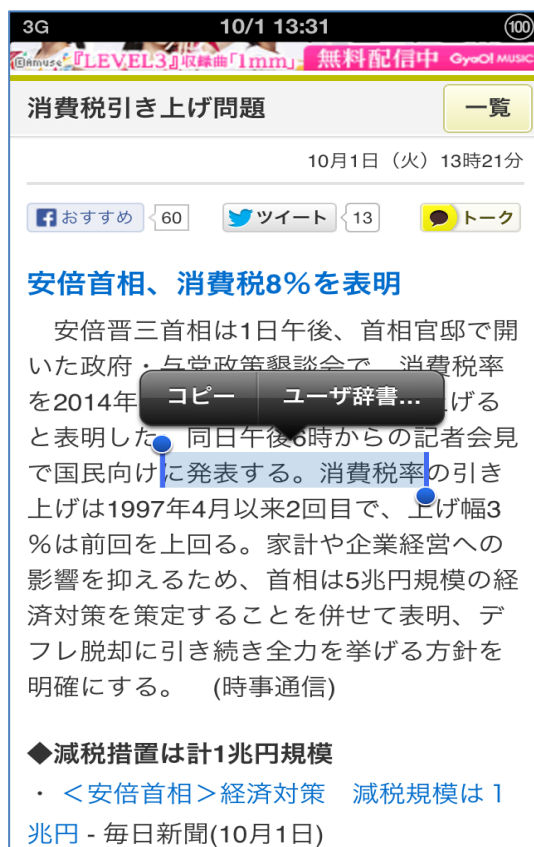 3G 10/1 13:31 100
@Amuse 『LEVEL3』収録曲「1mm」 無料配信中 GyaO! MUSIC
消費税引き上げ問題 一覧
10月1日（火）13時21分
おすすめ 60 ツイート 13 トーク
安倍首相、消費税8%を表明
安倍晋三首相は1日午後、首相官邸で開
いた政府・与党政策懇談会で、消費税率
を2014年 コピー ユーザ辞書... げる
と表明した。同日午後6時からの記者会見
で国民向けに発表する。消費税率の引き
上げは1997年4月以来2回目で、上げ幅3
%は前回を上回る。家計や企業経営への
影響を抑えるため、首相は5兆円規模の経
済対策を策定することを併せて表明、デ
フレ脱却に引き続き全力を挙げる方針を
明確にする。 (時事通信)
◆減税措置は計1兆円規模
・ ＜安倍首相＞経済対策 減税規模は１
兆円 - 毎日新聞(10月1日)